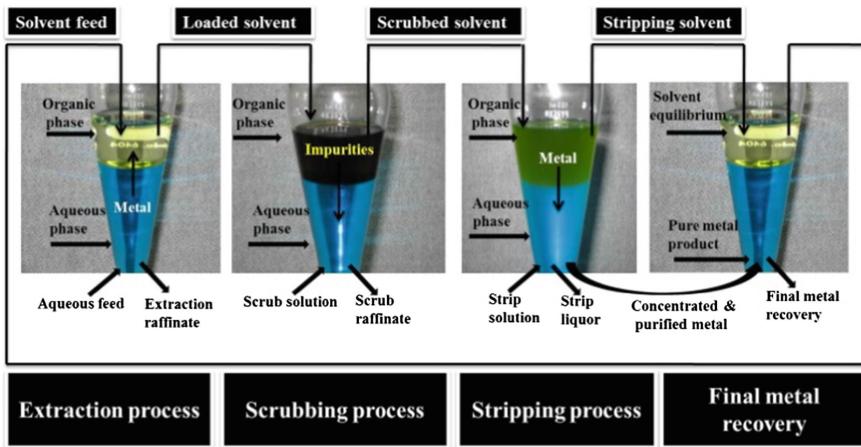 Solvent feed
Loaded solvent
Scrubbed solvent
Stripping solvent
Organic
phase
Metal
Aqueous
phase
Aqueous feed
Extraction
raffinate
Organic
phase
Impurities
Aqueous
phase
Scrub solution
Scrub
raffinate
Organic
phase
Metal
Aqueous
phase
Strip
solution
Strip
liquor
Solvent
equilibrium
Pure metal
product
Concentrated &
purified metal
Final metal
recovery
Extraction process
Scrubbing process
Stripping process
Final metal
recovery